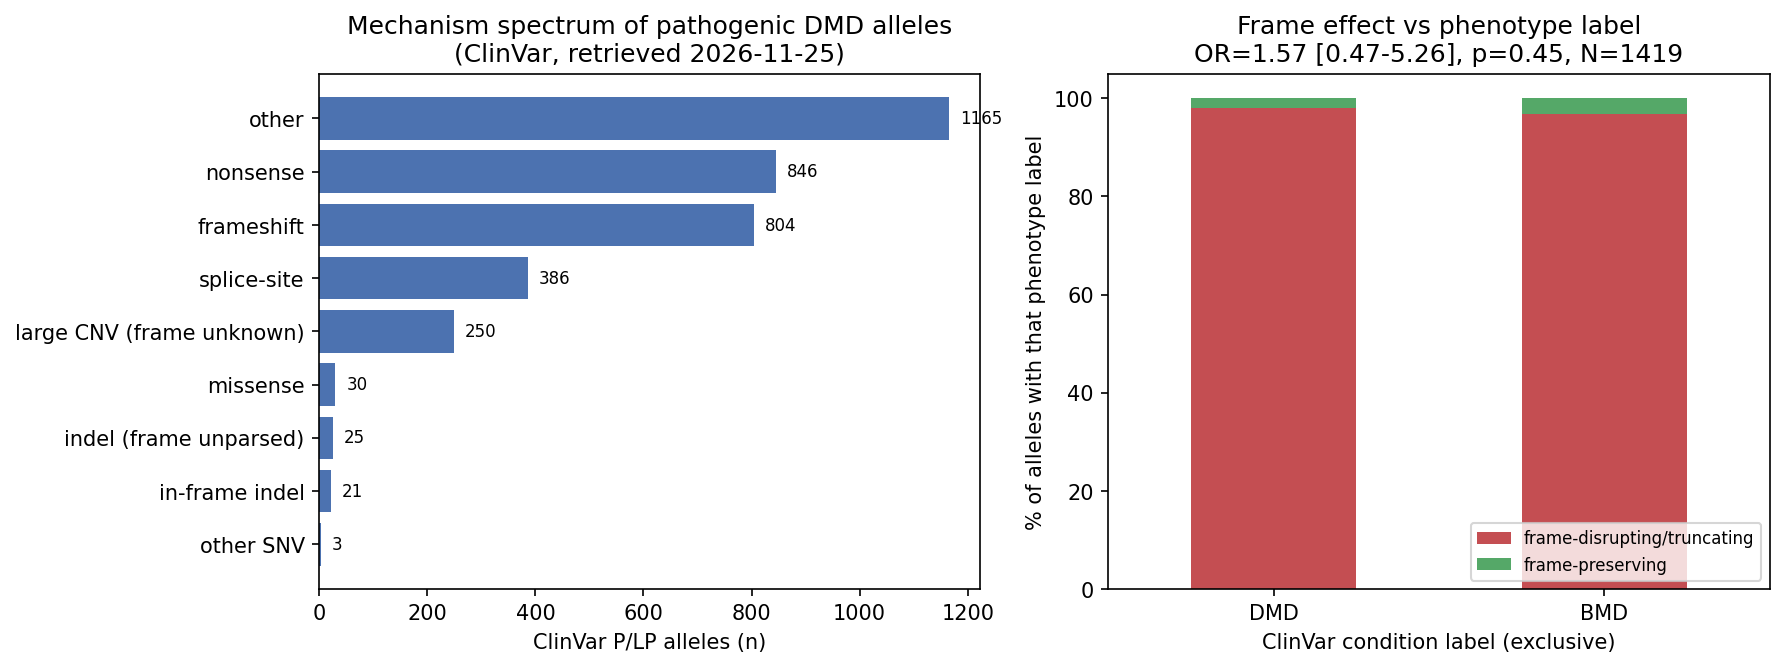 Mechanism spectrum of pathogenic DMD alleles
(ClinVar, retrieved 2026-11-25)
other
1165
nonsense
846
frameshift
804
splice-site
386
large CNV (frame unknown)
250
missense
30
indel (frame unparsed)
25
in-frame indel
21
other SNV
3
0 200 400 600 800 1000 1200
ClinVar P/LP alleles (n)
Frame effect vs phenotype label
OR=1.57 [0.47-5.26], p=0.45, N=1419
% of alleles with that phenotype label
100
80
60
40
20
0
frame-disrupting/truncating
frame-preserving
DMD BMD
ClinVar condition label (exclusive)